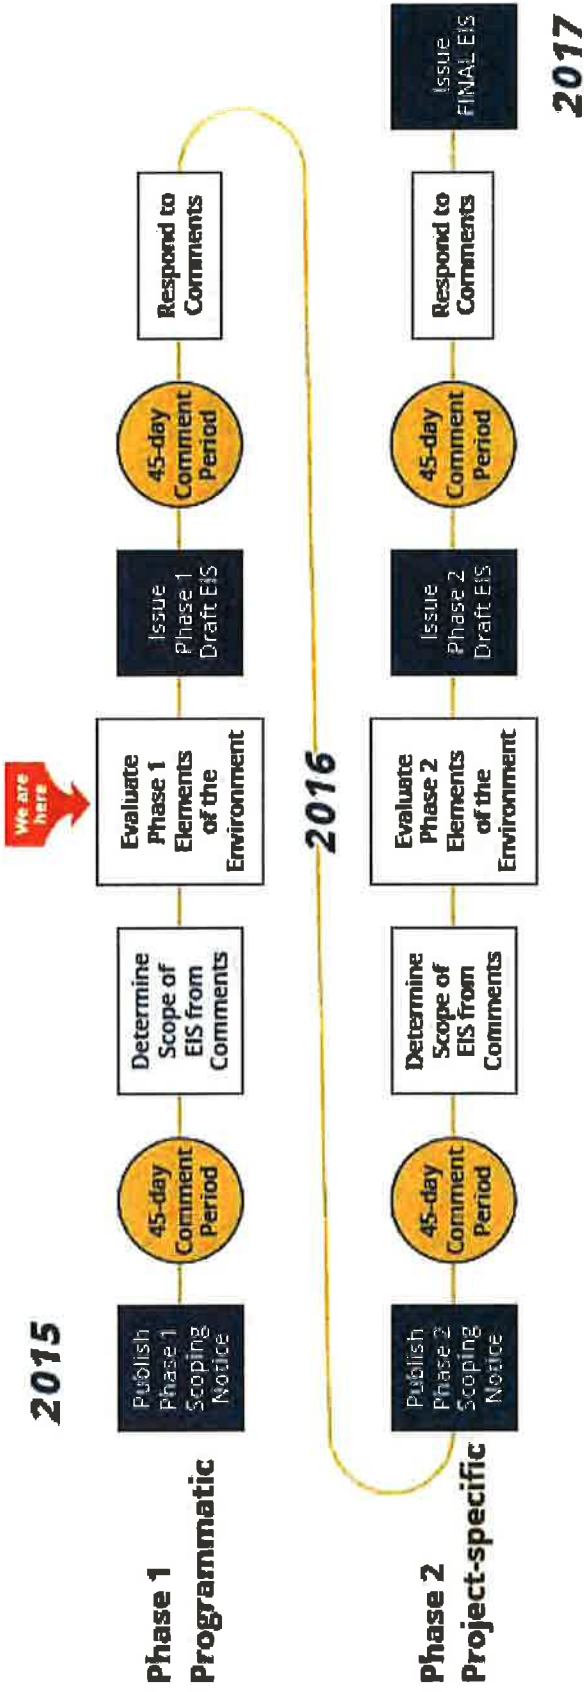 2015
We are
here
Phase 1
Programmatic
Publish
Phase 1
Scoping
Notice
45-day
Comment
Period
Determine
Scope of
EIS from
Comments
Evaluate
Phase 1
Elements
of the
Environment
Issue
Phase 1
Draft EIS
45-day
Comment
Period
Respond to
Comments
2016
Phase 2
Project-specific
Publish
Phase 2
Scoping
Notice
45-day
Comment
Period
Determine
Scope of
EIS from
Comments
Evaluate
Phase 2
Elements
of the
Environment
Issue
Phase 2
Draft EIS
45-day
Comment
Period
Respond to
Comments
Issue
FINAL EIS
2017